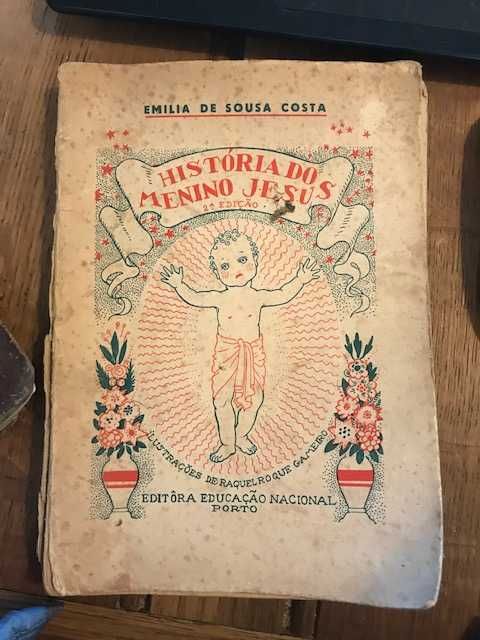 EMILIA DE SOUSA COSTA
HISTÓRIA DO
MENINO JESUS
2ª EDIÇÃO
ILUSTRAÇÕES DE RAQUEL ROQUE GAMEIRO
EDITÔRA EDUCAÇÃO NACIONAL
PORTO